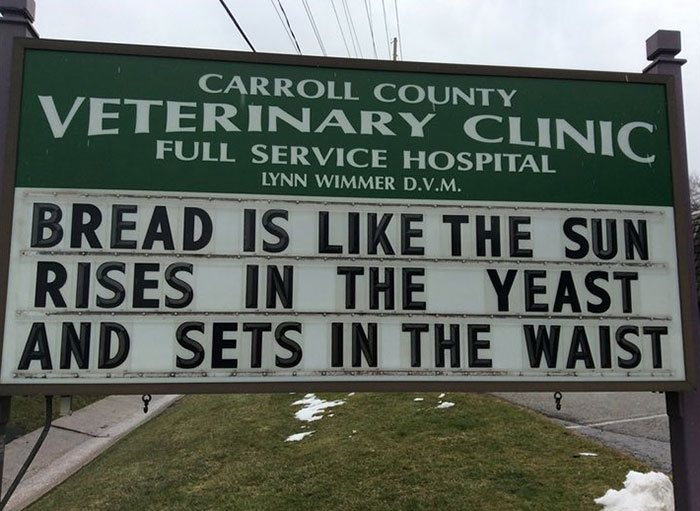 CARROLL COUNTY
VETERINARY CLINIC
FULL SERVICE HOSPITAL
LYNN WIMMER D.V.M.
BREAD IS LIKE THE SUN
RISES IN THE YEAST
AND SETS IN THE WAIST